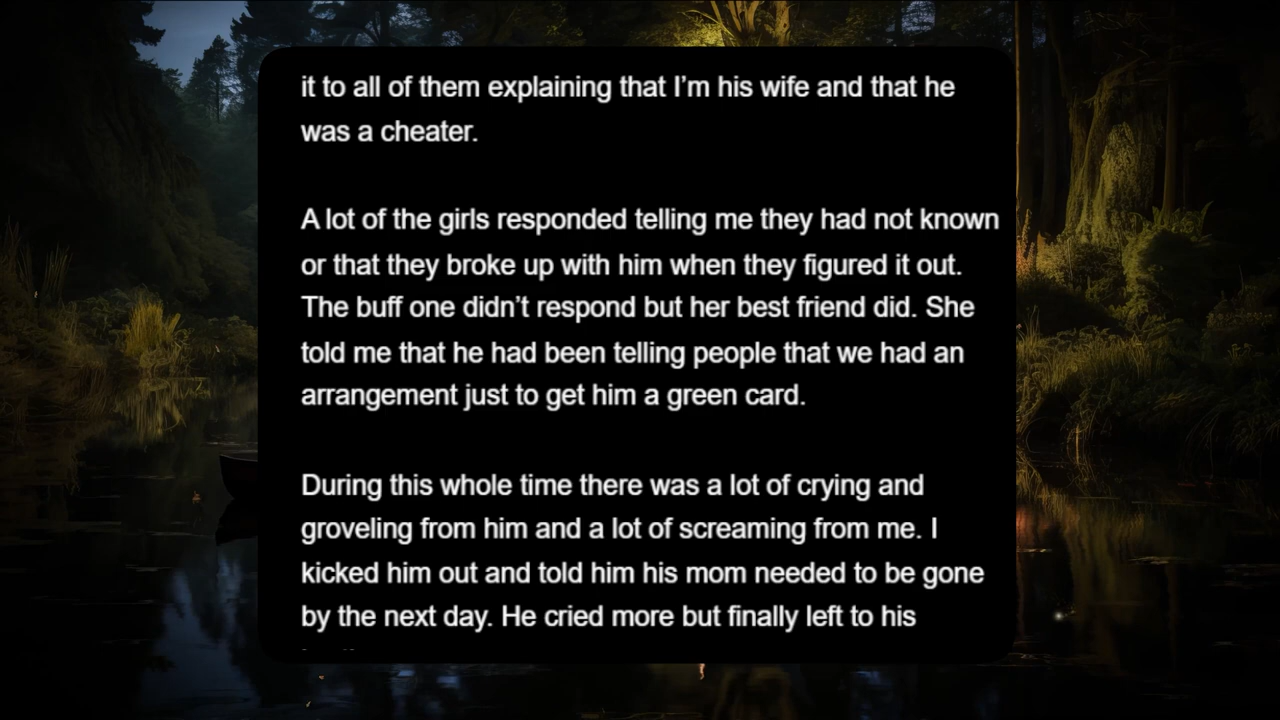 it to all of them explaining that I’m his wife and that he
was a cheater.
A lot of the girls responded telling me they had not known
or that they broke up with him when they figured it out.
The buff one didn’t respond but her best friend did. She
told me that he had been telling people that we had an
arrangement just to get him a green card.
During this whole time there was a lot of crying and
groveling from him and a lot of screaming from me. I
kicked him out and told him his mom needed to be gone
by the next day. He cried more but finally left to his